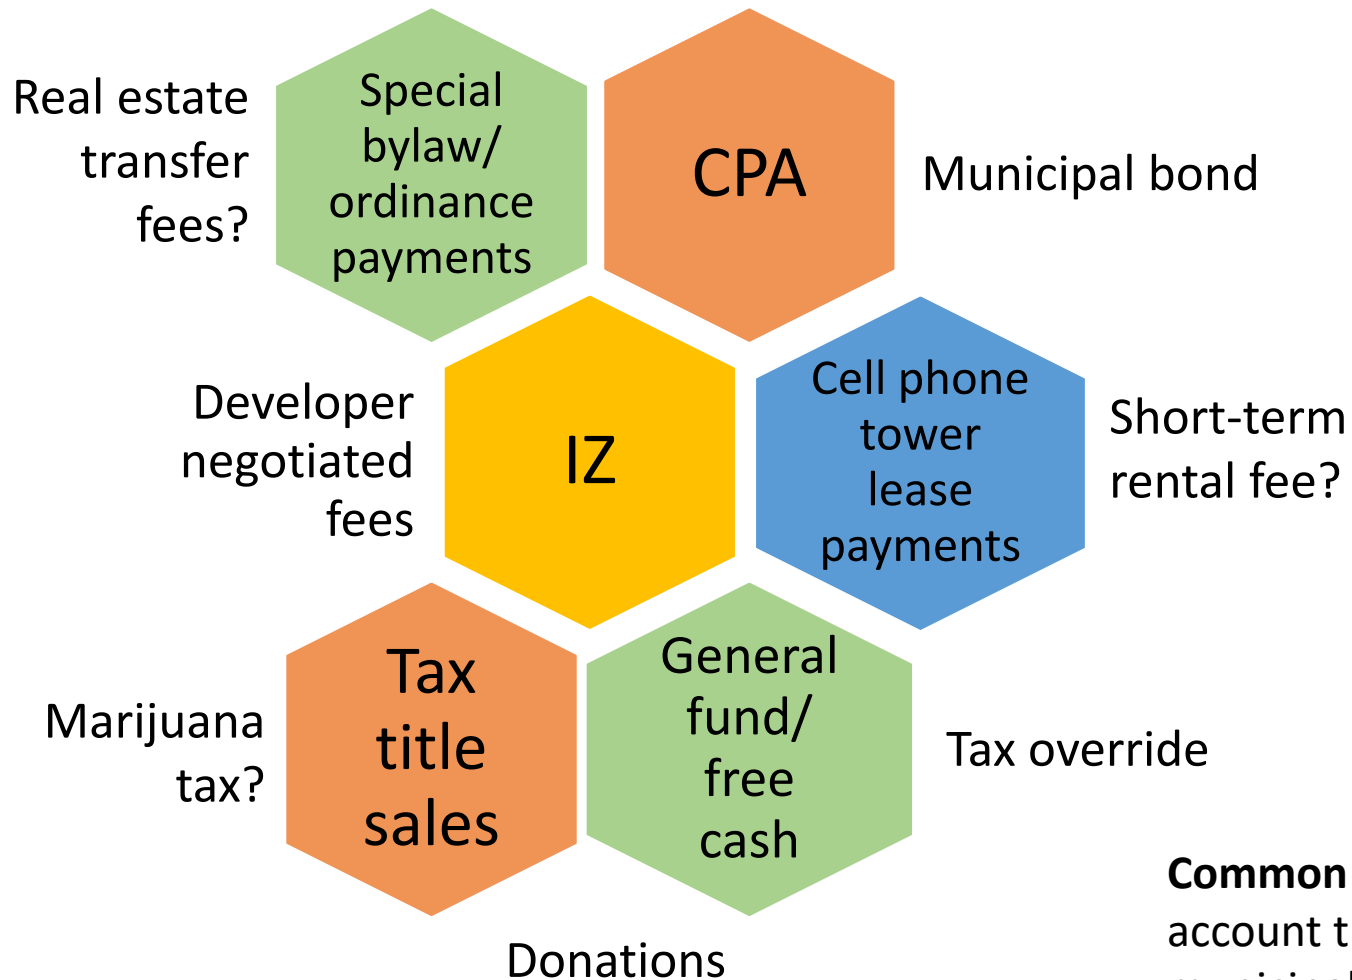 Real estate
transfer
fees?
Special
bylaw/
ordinance
payments
CPA
Municipal bond
Developer
negotiated
fees
IZ
Cell phone
tower
lease
payments
Short-term
rental fee?
Marijuana
tax?
Tax
title
sales
General
fund/
free
cash
Tax override
Donations
Common
account t